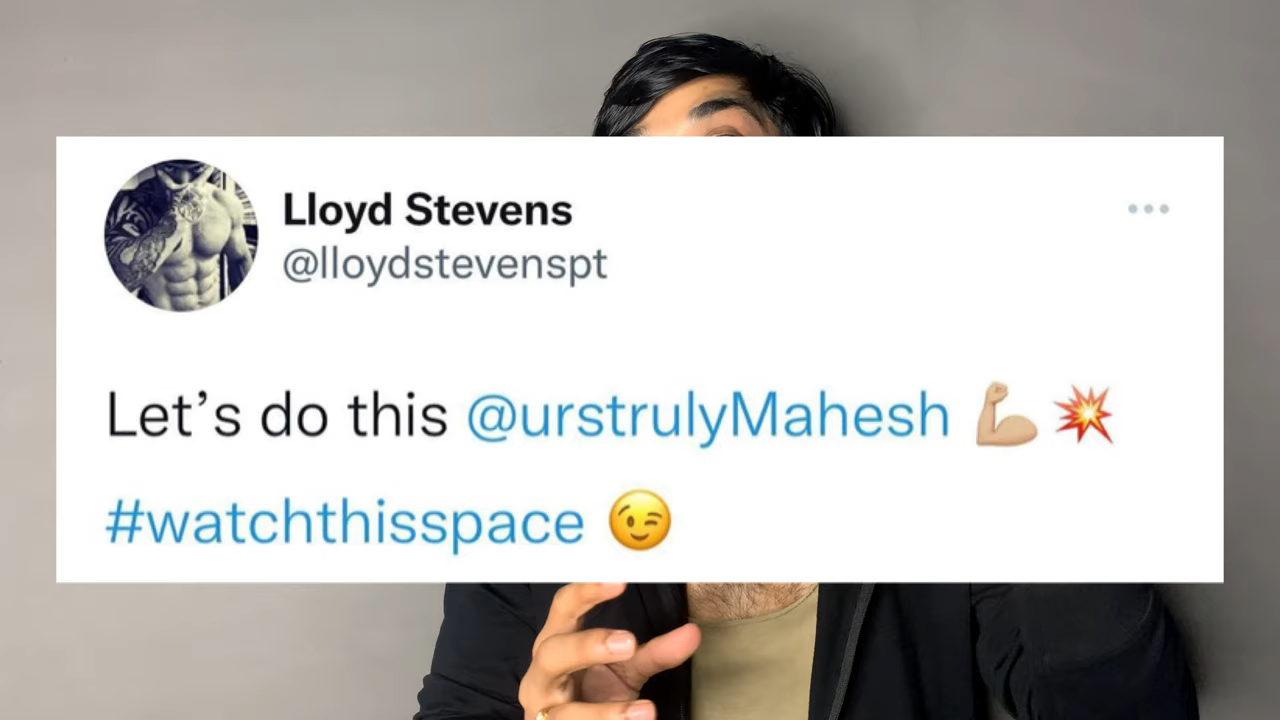 Lloyd Stevens
@lloydstevenspt
Let’s do this @urstrulyMahesh 💪🏼💥
#watchthisspace 😉